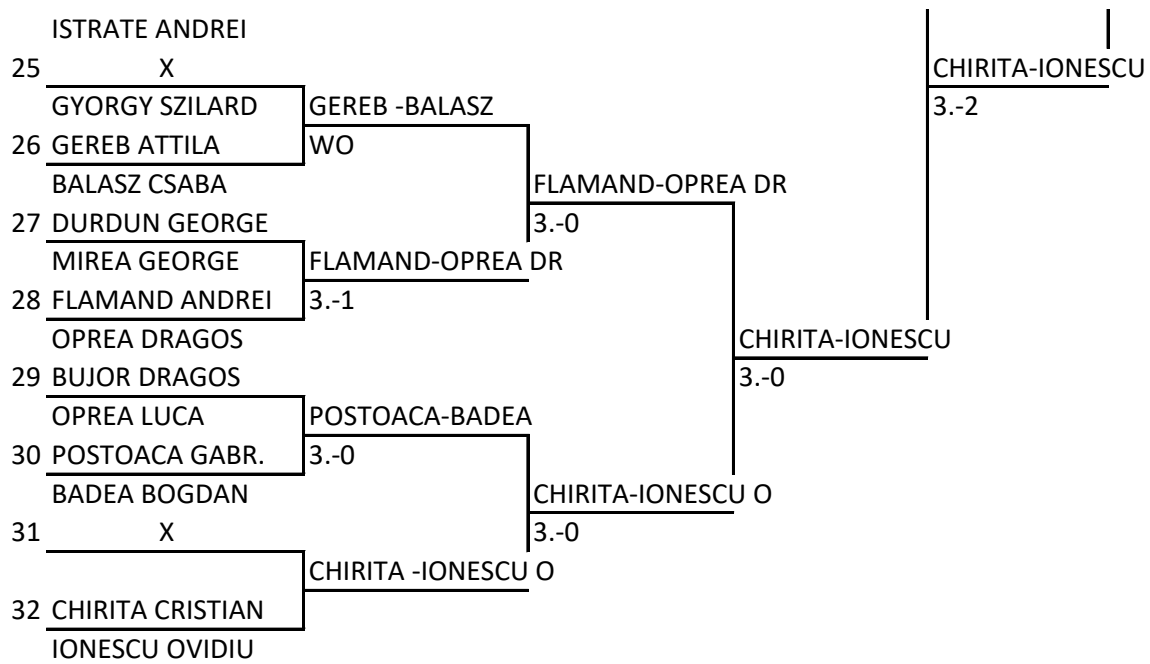 ISTRATE ANDREI
25 X CHIRITA-IONESCU
GYORGY SZILARD GEREB -BALASZ 3.-2
26 GEREB ATTILA WO
BALASZ CSABA FLAMAND-OPREA DR
27 DURDUN GEORGE 3.-0
MIREA GEORGE FLAMAND-OPREA DR
28 FLAMAND ANDREI 3.-1
OPREA DRAGOS CHIRITA-IONESCU
29 BUJOR DRAGOS 3.-0
OPREA LUCA POSTOACA-BADEA
30 POSTOACA GABR. 3.-0
BADEA BOGDAN CHIRITA-IONESCU O
31 X 3.-0
CHIRITA -IONESCU O
32 CHIRITA CRISTIAN
IONESCU OVIDIU